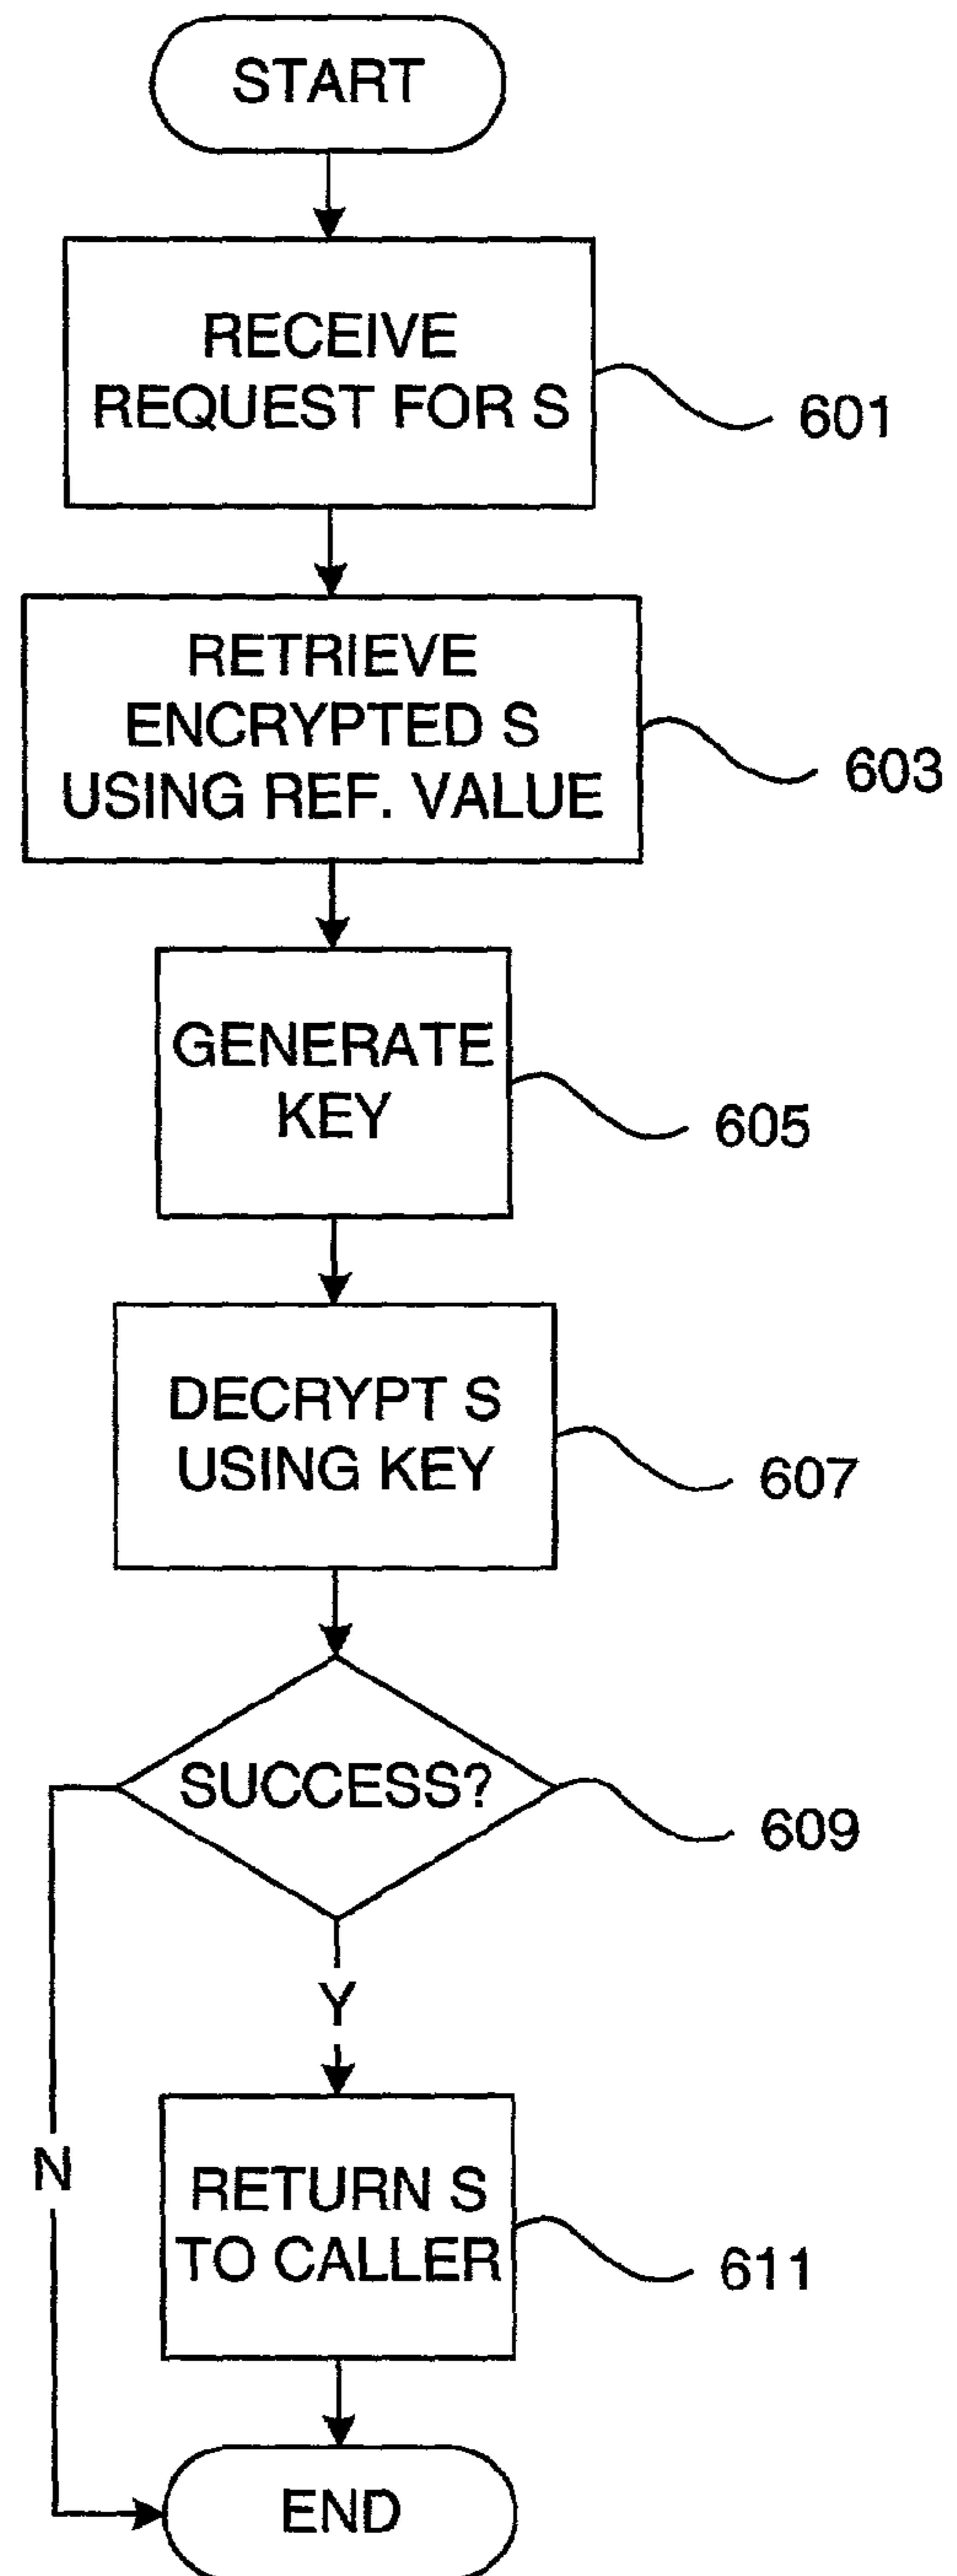 START
RECEIVE
REQUEST FOR S
601
RETRIEVE
ENCRYPTED S
USING REF. VALUE
603
GENERATE
KEY
605
DECRYPT S
USING KEY
607
SUCCESS?
609
Y
N
RETURN S
TO CALLER
611
END